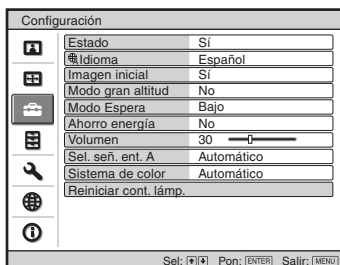 Configuración
Estado Sí
Idioma Español
Imagen inicial Sí
Modo gran altitud No
Modo Espera Bajo
Ahorro energía No
Volumen 30
Sel. señ. ent. A Automático
Sistema de color Automático
Reiniciar cont. lámp.
Sel: Pon: ENTER Salir: MENU